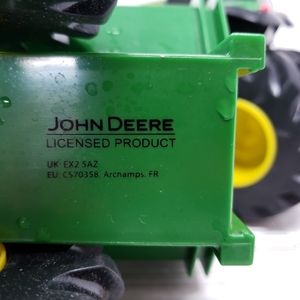 JOHN DEERE
LICENSED PRODUCT
UK: EX2 5AZ
EU: CS70358, Archamps, FR